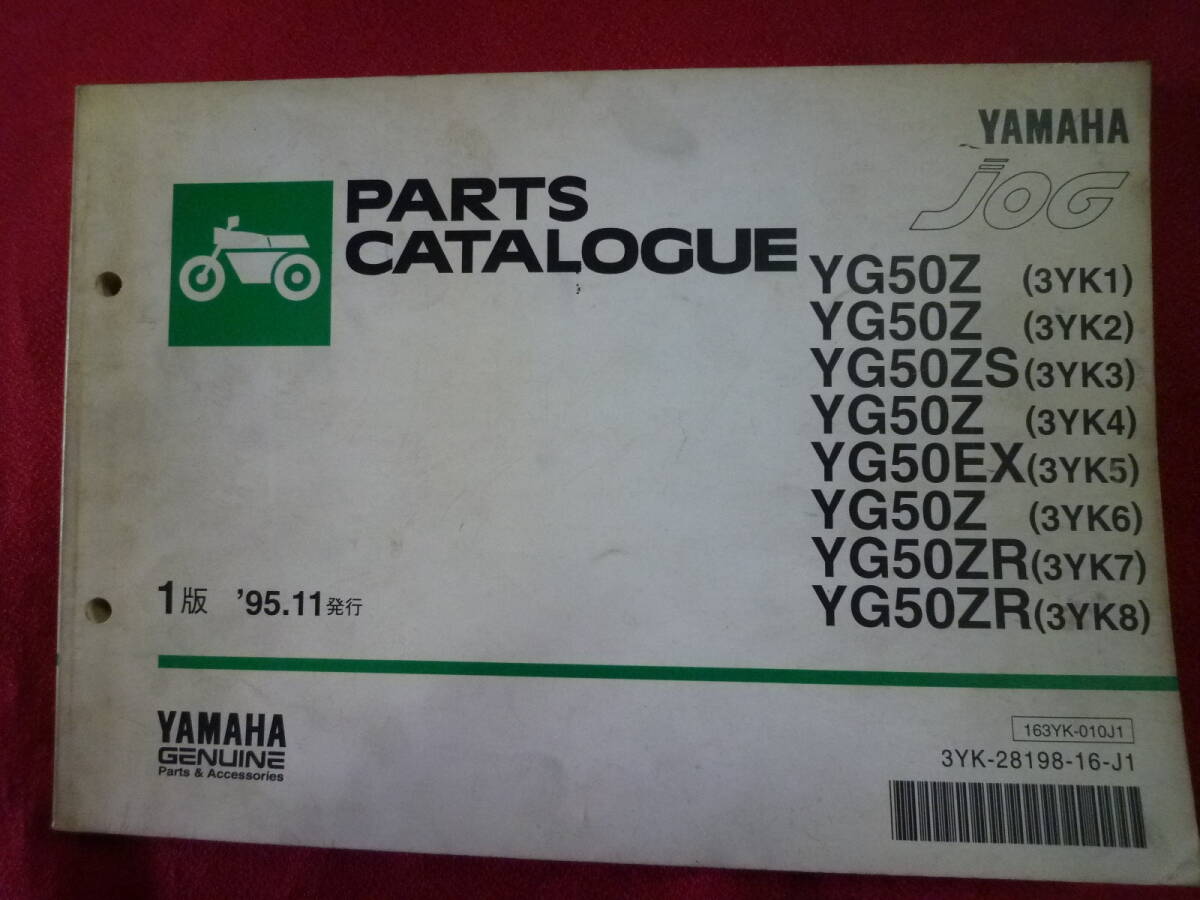 YAMAHA
JOG
PARTS
CATALOGUE
YG50Z (3YK1)
YG50Z (3YK2)
YG50ZS (3YK3)
YG50Z (3YK4)
YG50EX (3YK5)
YG50Z (3YK6)
YG50ZR (3YK7)
YG50ZR (3YK8)
1版 '95.11発行
YAMAHA
GENUINE
Parts & Accessories
163YK-010J1
3YK-28198-16-J1